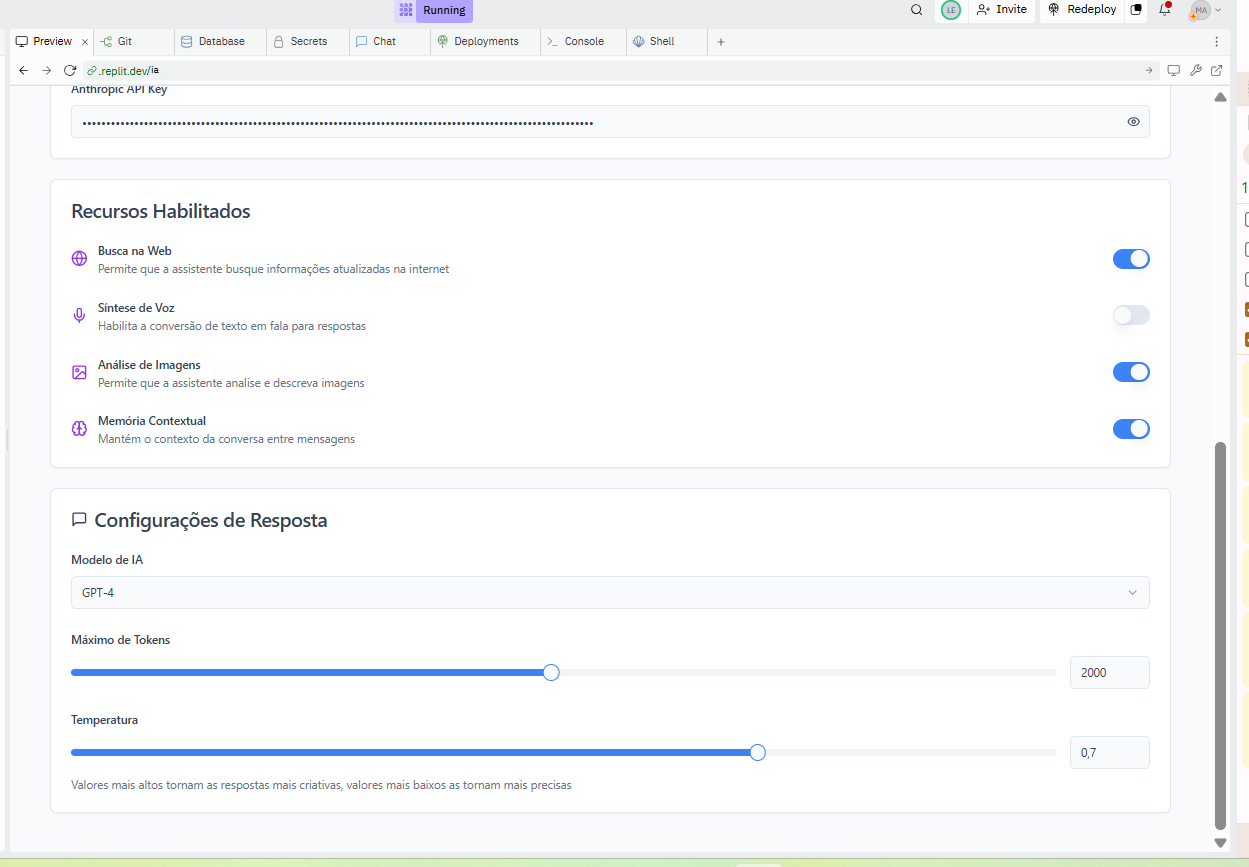 Running
LE
Invite
Redeploy
MA
Preview
Git
Database
Secrets
Chat
Deployments
Console
Shell
.replit.dev/ia
Anthropic API Key
Recursos Habilitados
Busca na Web
Permite que a assistente busque informações atualizadas na internet
Síntese de Voz
Habilita a conversão de texto em fala para respostas
Análise de Imagens
Permite que a assistente analise e descreva imagens
Memória Contextual
Mantém o contexto da conversa entre mensagens
Configurações de Resposta
Modelo de IA
GPT-4
Máximo de Tokens
2000
Temperatura
0,7
Valores mais altos tornam as respostas mais criativas, valores mais baixos as tornam mais precisas